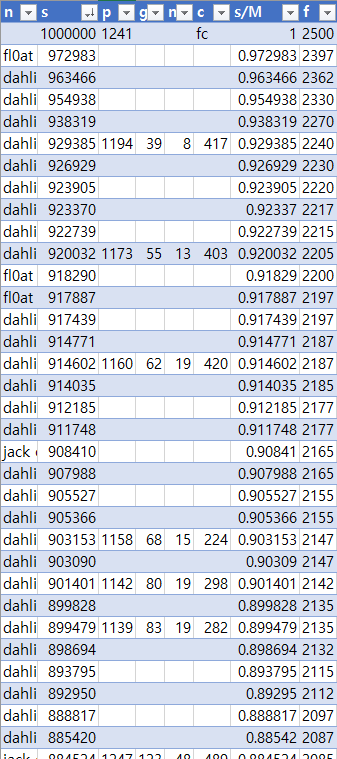 n s p g n c s/M f
1000000 1241 fc 1 2500
fl0at 972983 0.972983 2397
dahli 963466 0.963466 2362
dahli 954938 0.954938 2330
dahli 938319 0.938319 2270
dahli 929385 1194 39 8 417 0.929385 2240
dahli 926929 0.926929 2230
dahli 923905 0.923905 2220
dahli 923370 0.92337 2217
dahli 922739 0.922739 2215
dahli 920032 1173 55 13 403 0.920032 2205
fl0at 918290 0.91829 2200
fl0at 917887 0.917887 2197
dahli 917439 0.917439 2197
dahli 914771 0.914771 2187
dahli 914602 1160 62 19 420 0.914602 2187
dahli 914035 0.914035 2185
dahli 912185 0.912185 2177
dahli 911748 0.911748 2177
jack 908410 0.90841 2165
dahli 907988 0.907988 2165
dahli 905527 0.905527 2155
dahli 905366 0.905366 2155
dahli 903153 1158 68 15 224 0.903153 2147
dahli 903090 0.90309 2147
dahli 901401 1142 80 19 298 0.901401 2142
dahli 899828 0.899828 2135
dahli 899479 1139 83 19 282 0.899479 2135
dahli 898694 0.898694 2132
dahli 893795 0.893795 2115
dahli 892950 0.89295 2112
dahli 888817 0.888817 2097
dahli 885420 0.88542 2087